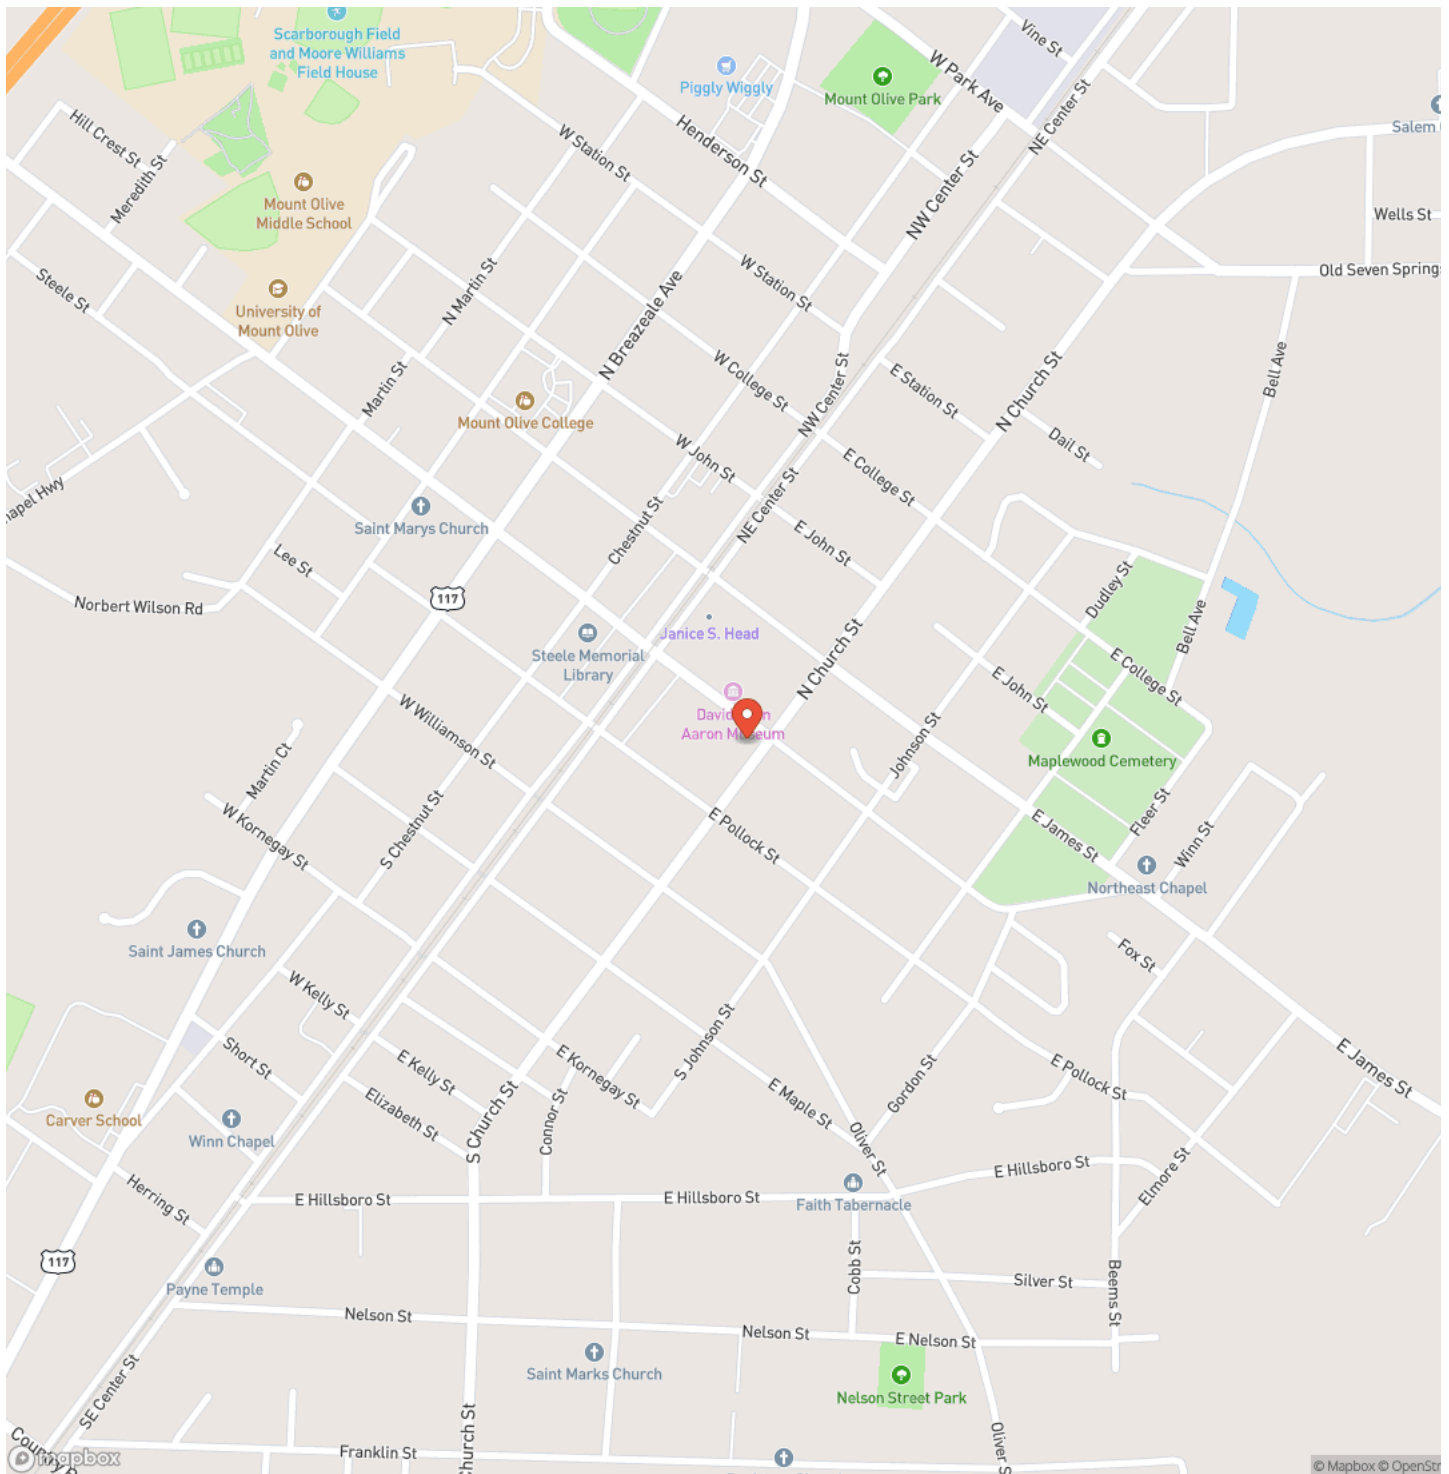 Scarborough Field
and Moore Williams
Field House
Vine St
W Park Ave
Piggly Wiggly
Mount Olive Park
NE Center St
Salem
Hill Crest St
Meredith St
W Station St
Henderson St
Mount Olive
Middle School
NW Center St
Wells St
Steele St
N Martin St
W Station St
Old Seven Springs
University of
Mount Olive
N Breazeale Ave
Martin St
W College St
NW Center St
E Station St
N Church St
Bell Ave
Mount Olive College
Dail St
W John St
E College St
hapel Hwy
Saint Marys Church
Chestnut St
NE Center St
E John St
Lee St
117
Norbert Wilson Rd
Dudley St
Bell Ave
Janice S. Head
Steele Memorial
Library
N Church St
E College St
E John St
Aaron
W Williamson St
Johnson St
Maplewood Cemetery
Martin Ct
E Pollock St
W Kornegay St
S Chestnut St
E James St
Fleer St
Winn St
Northeast Chapel
Saint James Church
Fox St
W Kelly St
Short St
E Kelly St
E Kornegay St
S Johnson St
E James St
Carver School
Elizabeth St
S Church St
Connor St
E Maple St
Gordon St
E Pollock St
Winn Chapel
Oliver St
Herring St
E Hillsboro St
E Hillsboro St
E Hillsboro St
Elmore St
Faith Tabernacle
117
Payne Temple
Cobb St
Silver St
Beems St
Nelson St
Nelson St
E Nelson St
SE Center St
Saint Marks Church
Nelson Street Park
Church St
Oliver S
Country
Franklin St
mapbox
© Mapbox © OpenStr